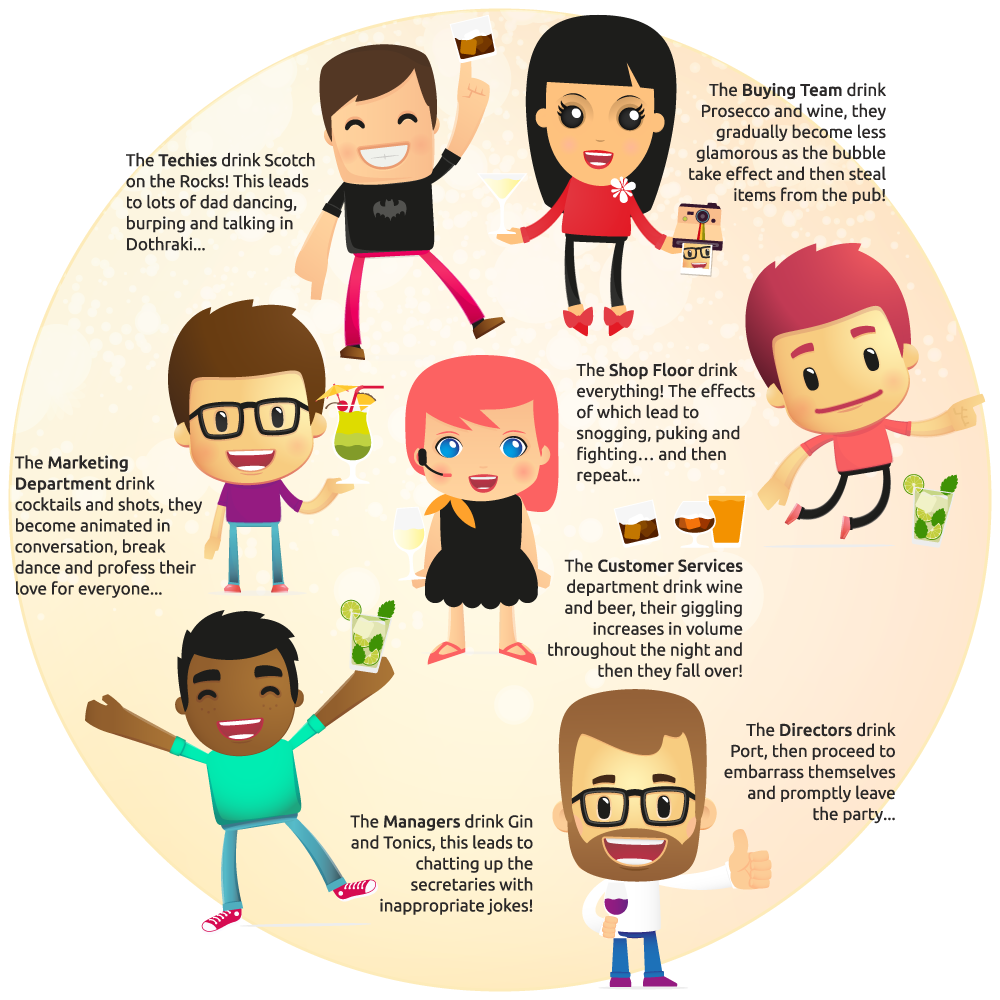 The Buying Team drink
Prosecco and wine, they
gradually become less
glamorous as the bubble
take effect and then steal
items from the pub!
The Techies drink Scotch
on the Rocks! This leads
to lots of dad dancing,
burping and talking in
Dothraki...
The Shop Floor drink
everything! The effects
of which lead to
snogging, puking and
fighting... and then
repeat...
The Marketing
Department drink
cocktails and shots, they
become animated in
conversation, break
dance and profess their
love for everyone...
The Customer Services
department drink wine
and beer, their giggling
increases in volume
throughout the night and
then they fall over!
The Directors drink
Port, then proceed to
embarrass themselves
and promptly leave
the party...
The Managers drink Gin
and Tonics, this leads to
chatting up the
secretaries with
inappropriate jokes!